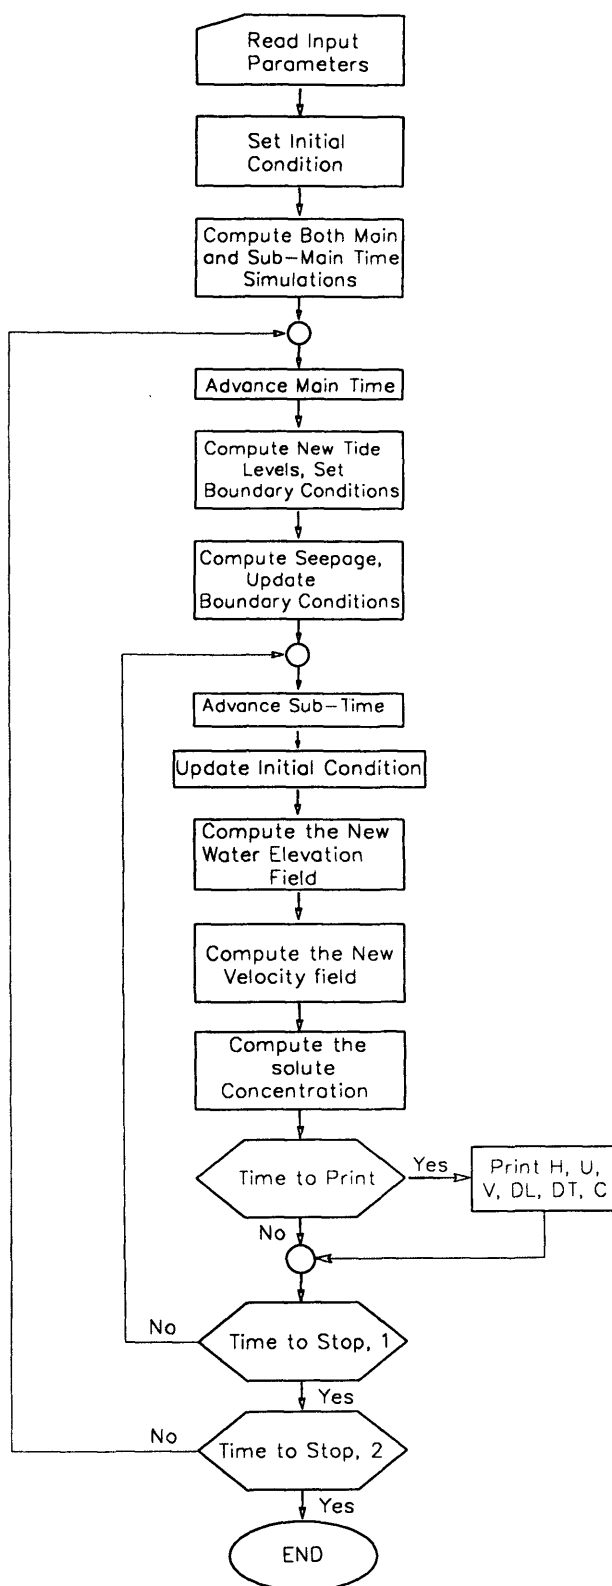 Read Input
Parameters
Set Initial
Condition
Compute Both Main
and Sub-Main Time
Simulations
Advance Main Time
Compute New Tide
Levels, Set
Boundary Conditions
Compute Seepage,
Update
Boundary Conditions
Advance Sub-Time
Update Initial Condition
Compute the New
Water Elevation
Field
Compute the New
Velocity field
Compute the
solute
Concentration
Time to Print
Yes
Print H, U,
V, DL, DT, C
No
No
Time to Stop, 1
Yes
No
Time to Stop, 2
Yes
END